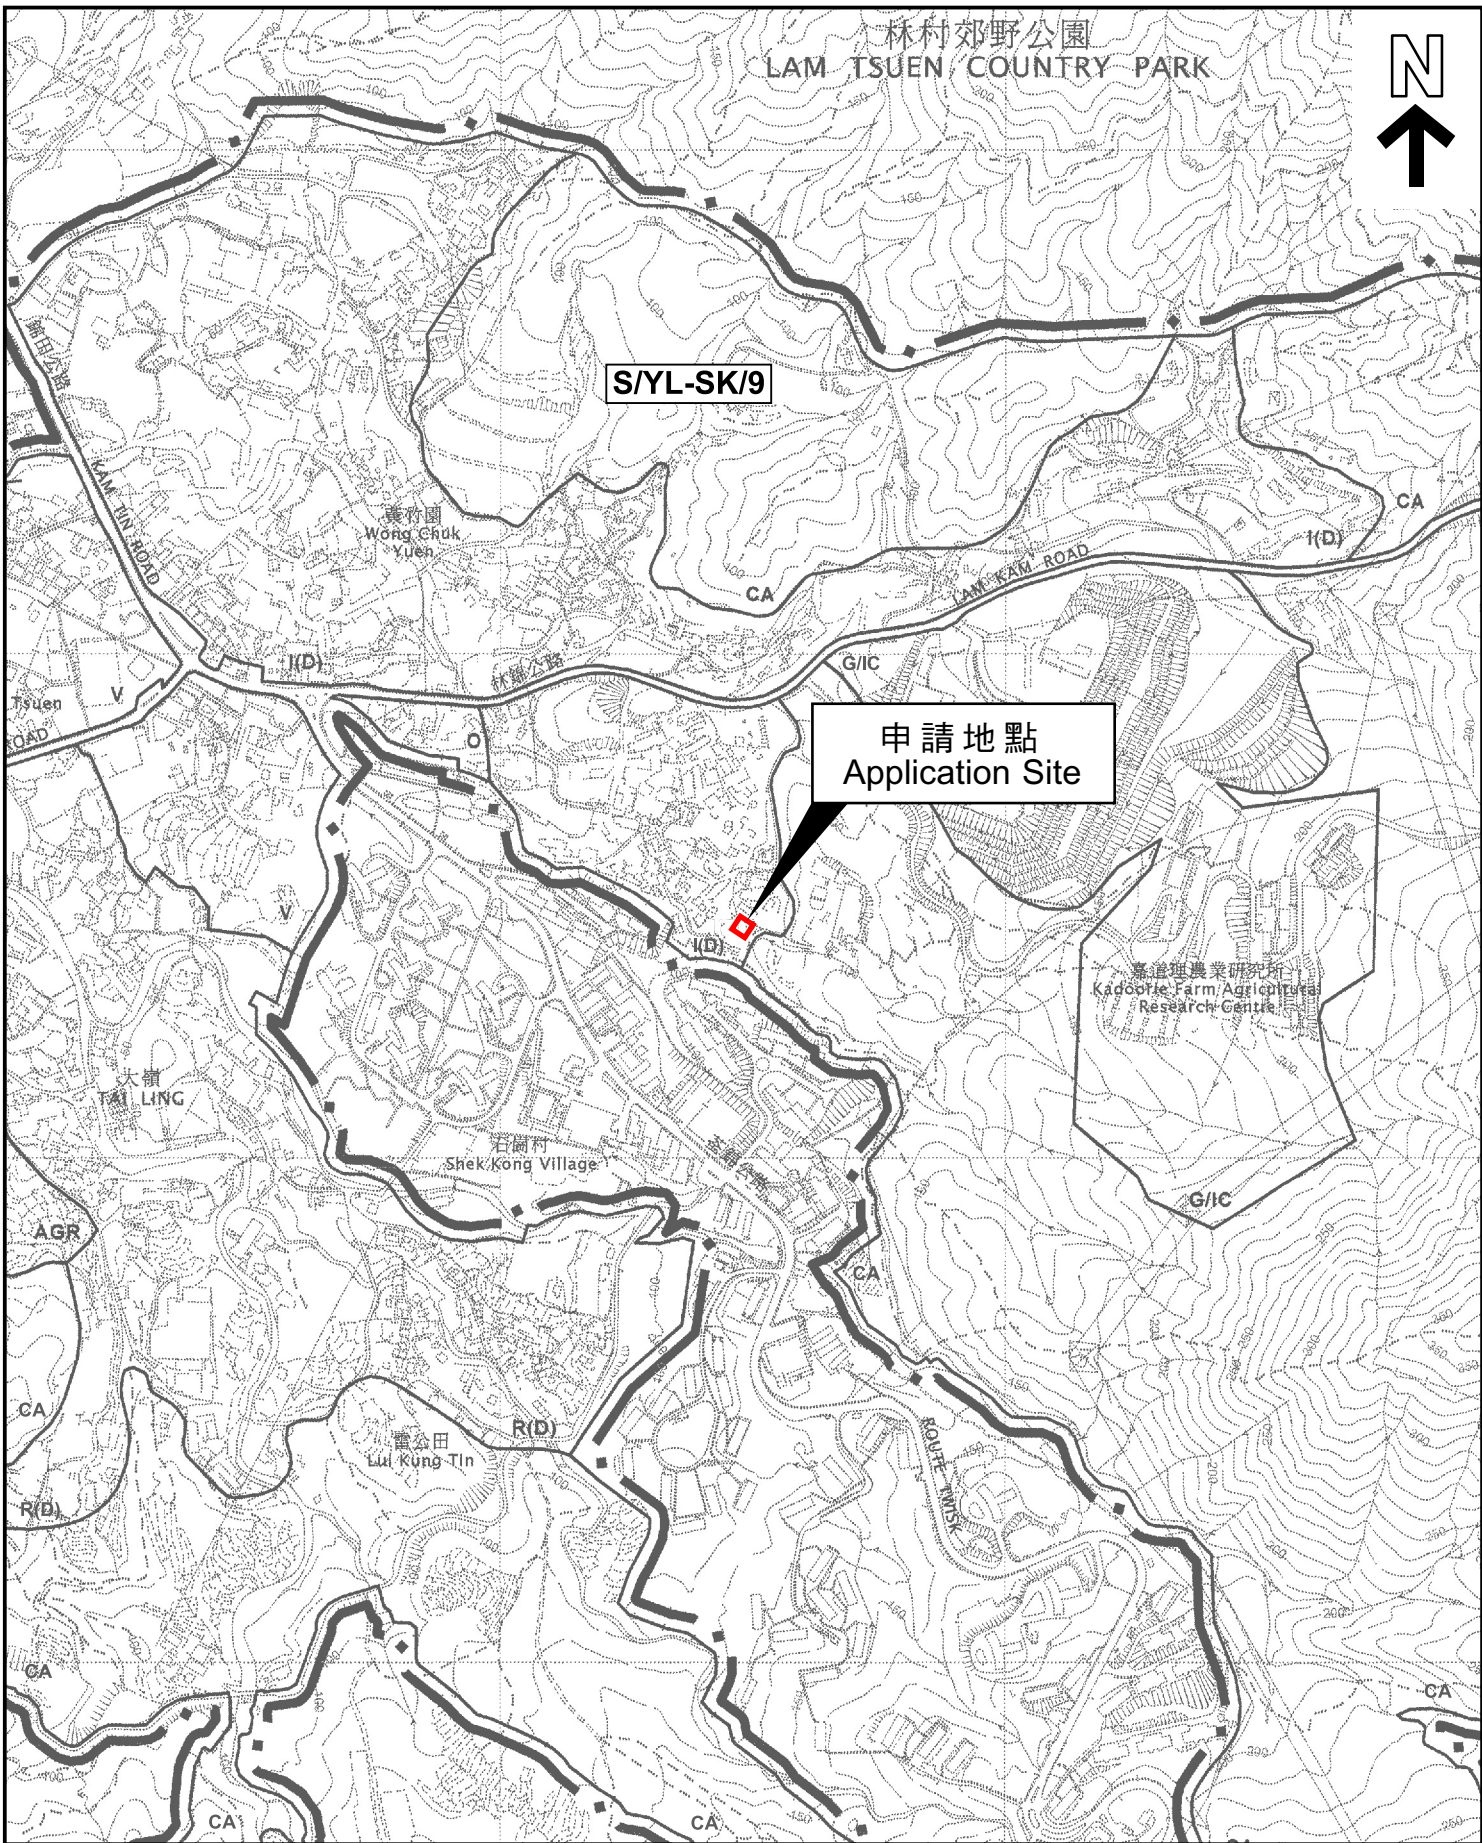 林村郊野公園
LAM TSUEN COUNTRY PARK
N
S/YL-SK/9
錦田公路
KAM TIN ROAD
黃竹園
Wong Chuk
Yuen
CA
I(D)
LAM KAM ROAD
CA
林錦公路
G/IC
I(D)
V
Tsuen
ROAD
O
申請地點
Application Site
V
I(D)
嘉道理農業研究所
Kadoorie Farm Agricultural
Research Centre
大嶺
TAI LING
石崗村
Shek Kong Village
G/IC
AGR
CA
CA
R(D)
雷公田
Lui Kung Tin
ROUTE TWISK
R(D)
CA
CA
CA
CA